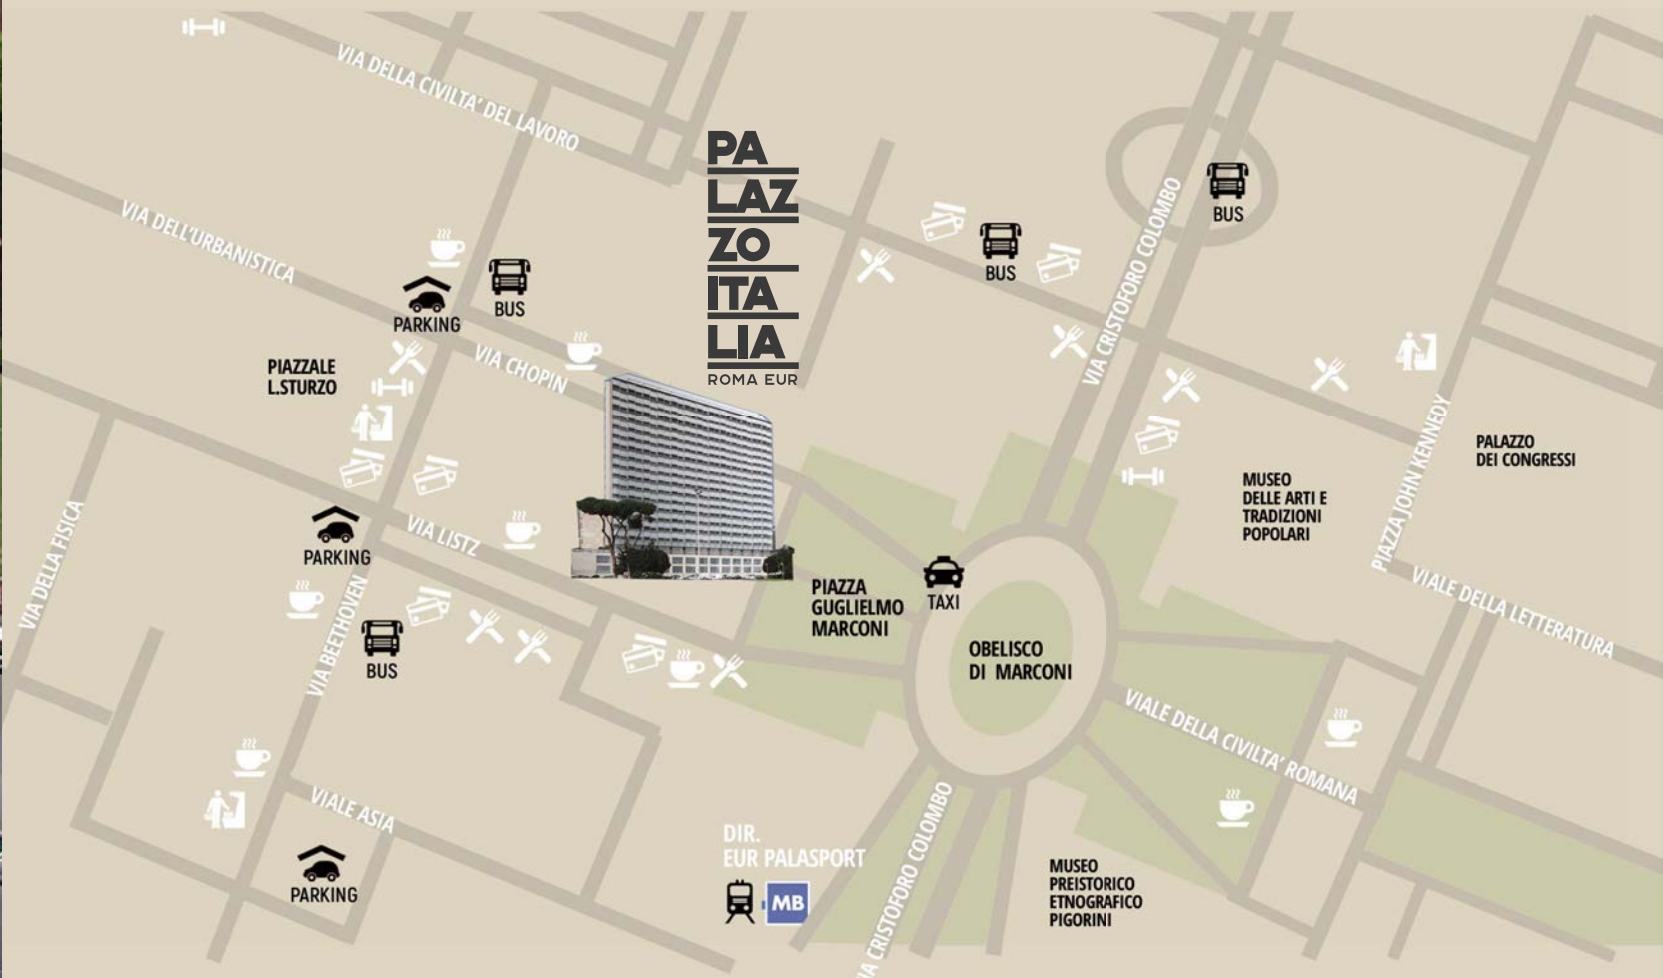 VIA DELLA CIVILTA' DEL LAVORO
PA
LAZ
ZO
ITA
LIA
ROMA EUR
BUS
BUS
VIA CRISTOFORO COLOMBO
VIA DELL'URBANISTICA
BUS
PARKING
VIA CHOPIN
PIAZZALE
L.STURZO
PALAZZO
DEI CONGRESSI
MUSEO
DELLE ARTI E
TRADIZIONI
POPOLARI
PIAZZA JOHN KENNEDY
VIA DELLA FISICA
PARKING
VIA LISTZ
PIAZZA
GUGLIELMO
MARCONI
TAXI
VIALE DELLA LETTERATURA
VIA BEETHOVEN
BUS
OBELISCO
DI MARCONI
VIALE DELLA CIVILTA' ROMANA
VIALE ASIA
PARKING
DIR.
EUR PALASPORT
MB
VIA CRISTOFORO COLOMBO
MUSEO
PREISTORICO
ETNOGRAFICO
PIGORINI